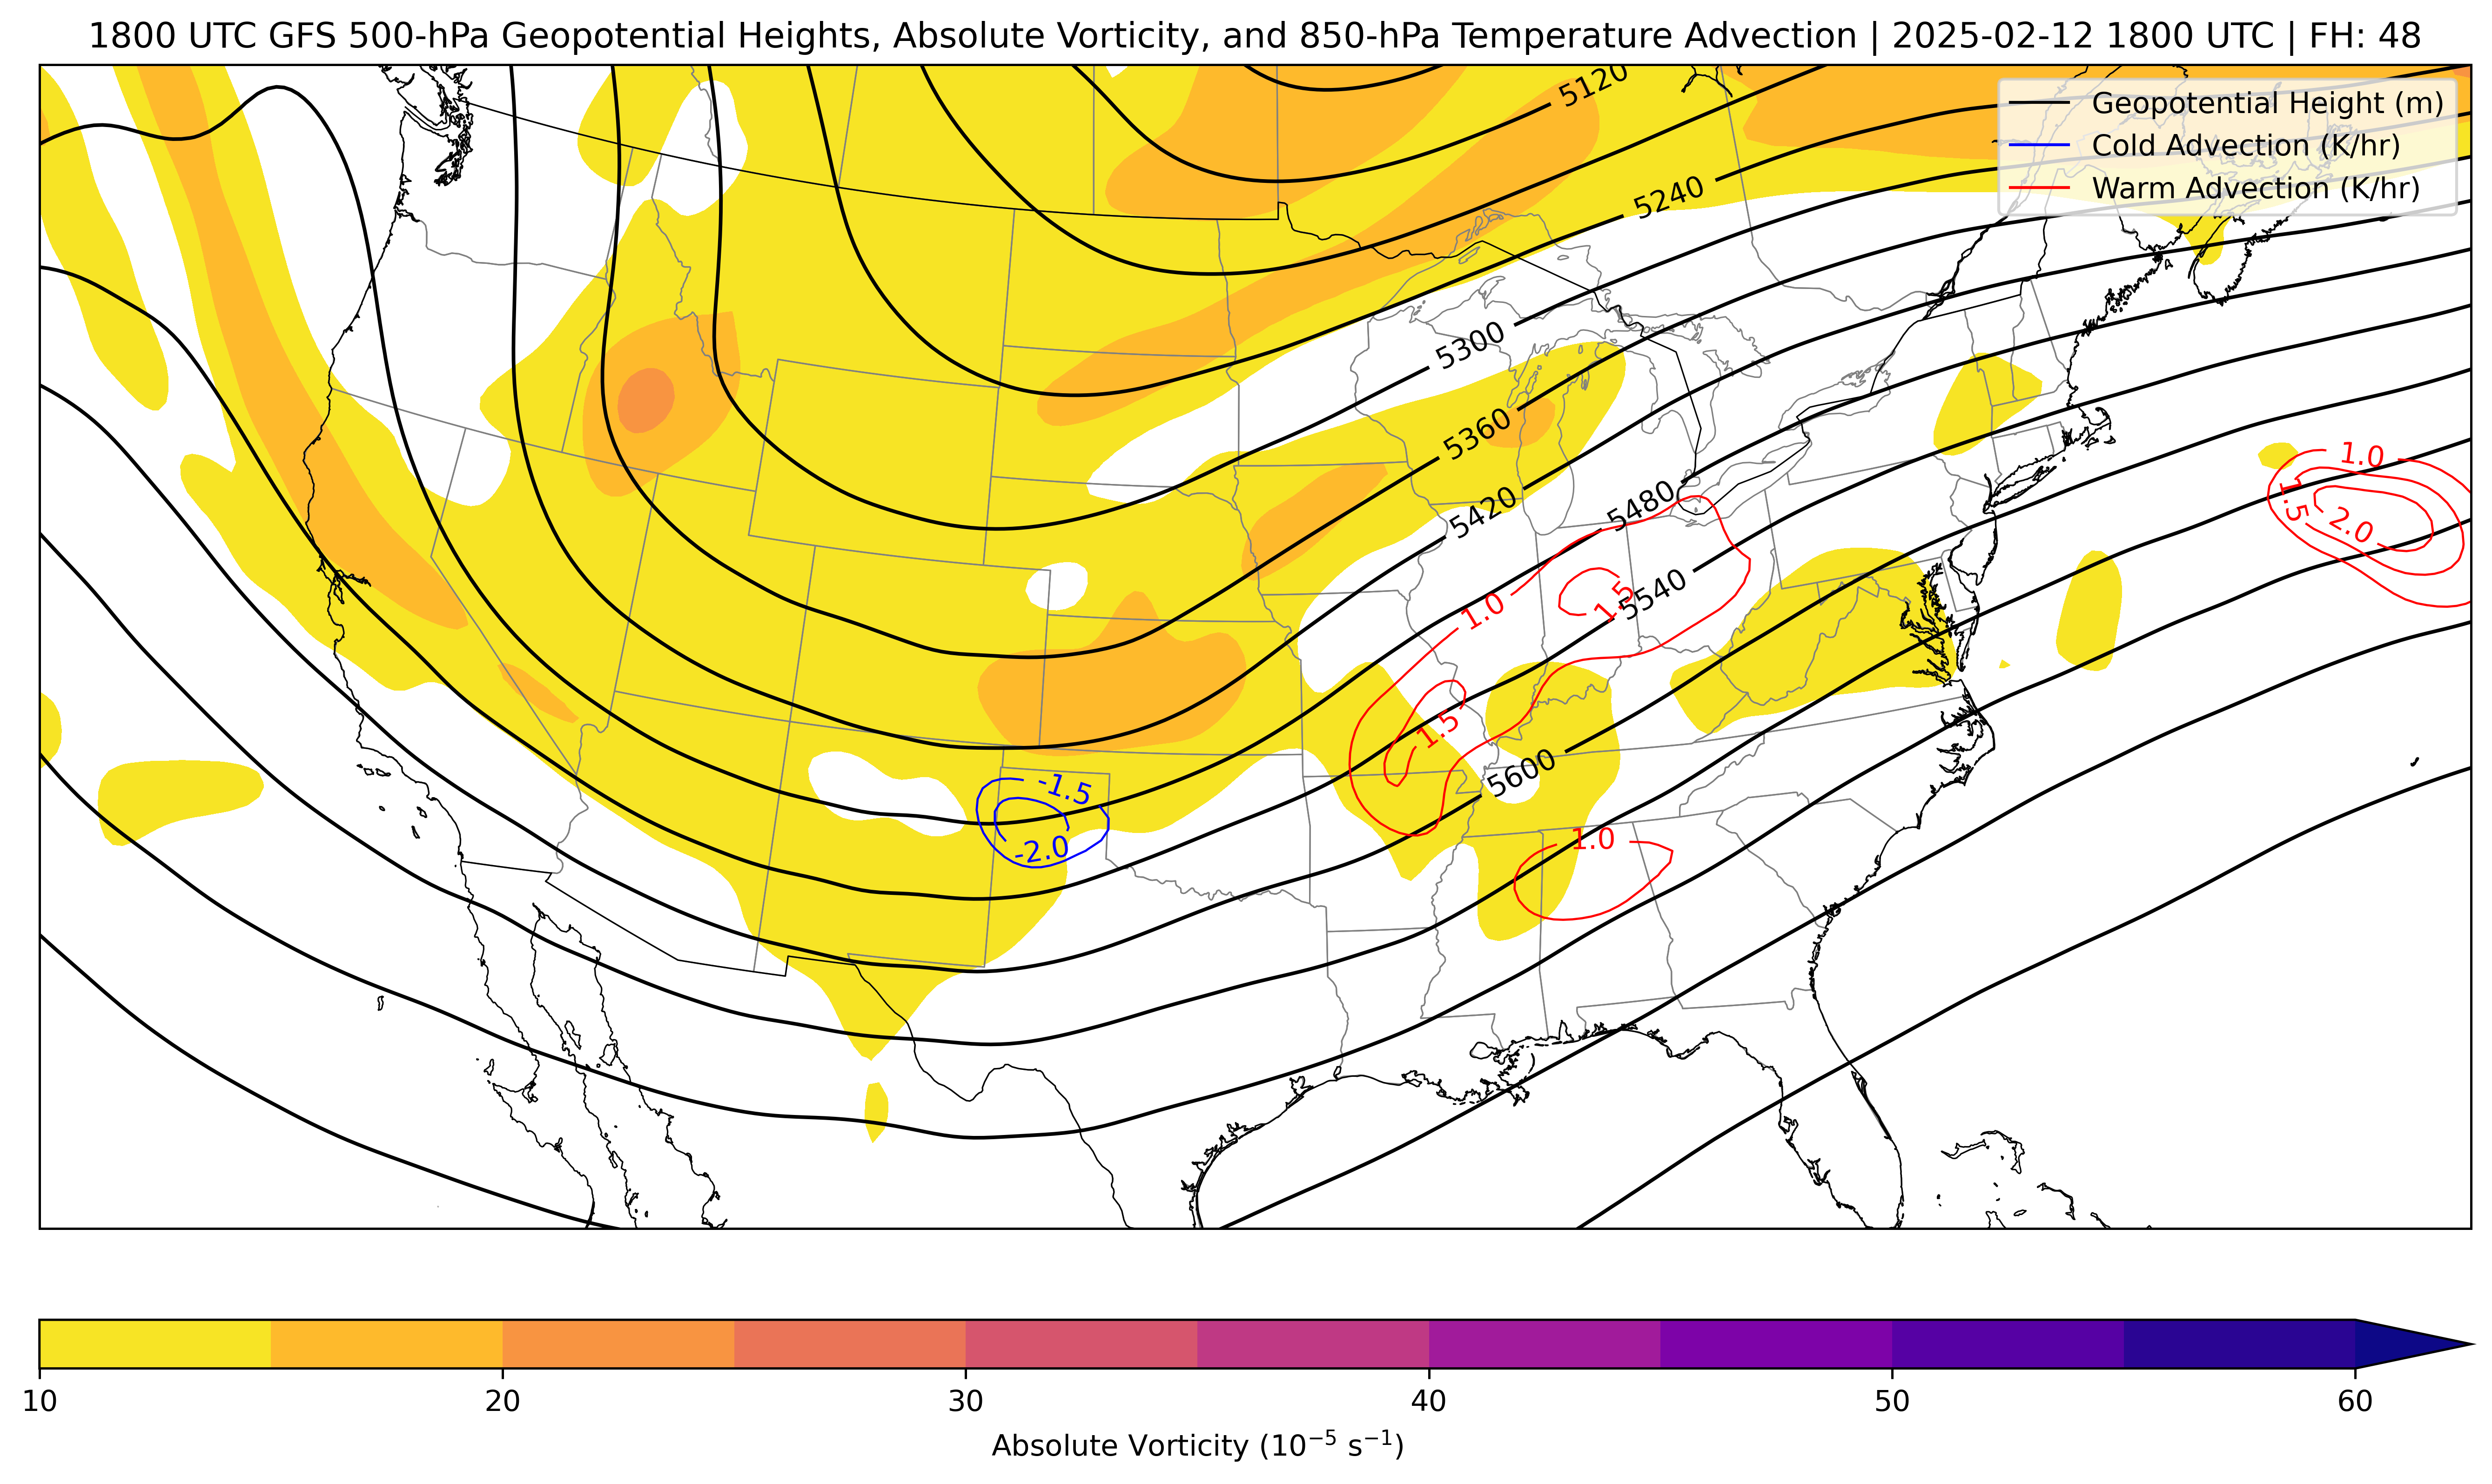 1800 UTC GFS 500-hPa Geopotential Heights, Absolute Vorticity, and 850-hPa Temperature Advection | 2025-02-12 1800 UTC | FH: 48
Geopotential Height (m)
Cold Advection (K/hr)
Warm Advection (K/hr)
5120
5240
5300
5360
5420
5480
5540
5600
1.0
1.5
2.0
1.0
1.5
1.5
1.0
-1.5
-2.0
10 20 30 40 50 60
Absolute Vorticity (10⁻⁵ s⁻¹)